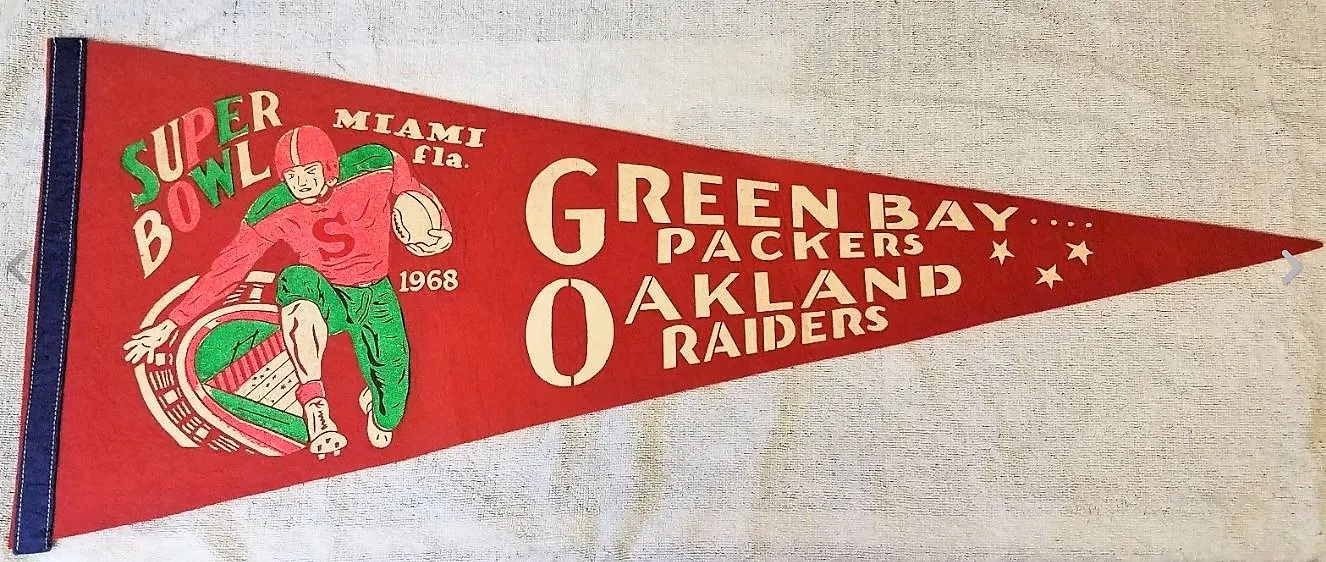 SUPER
BOWL
MIAMI
fla.
S
1968
GREEN BAY....
PACKERS
OAKLAND
RAIDERS